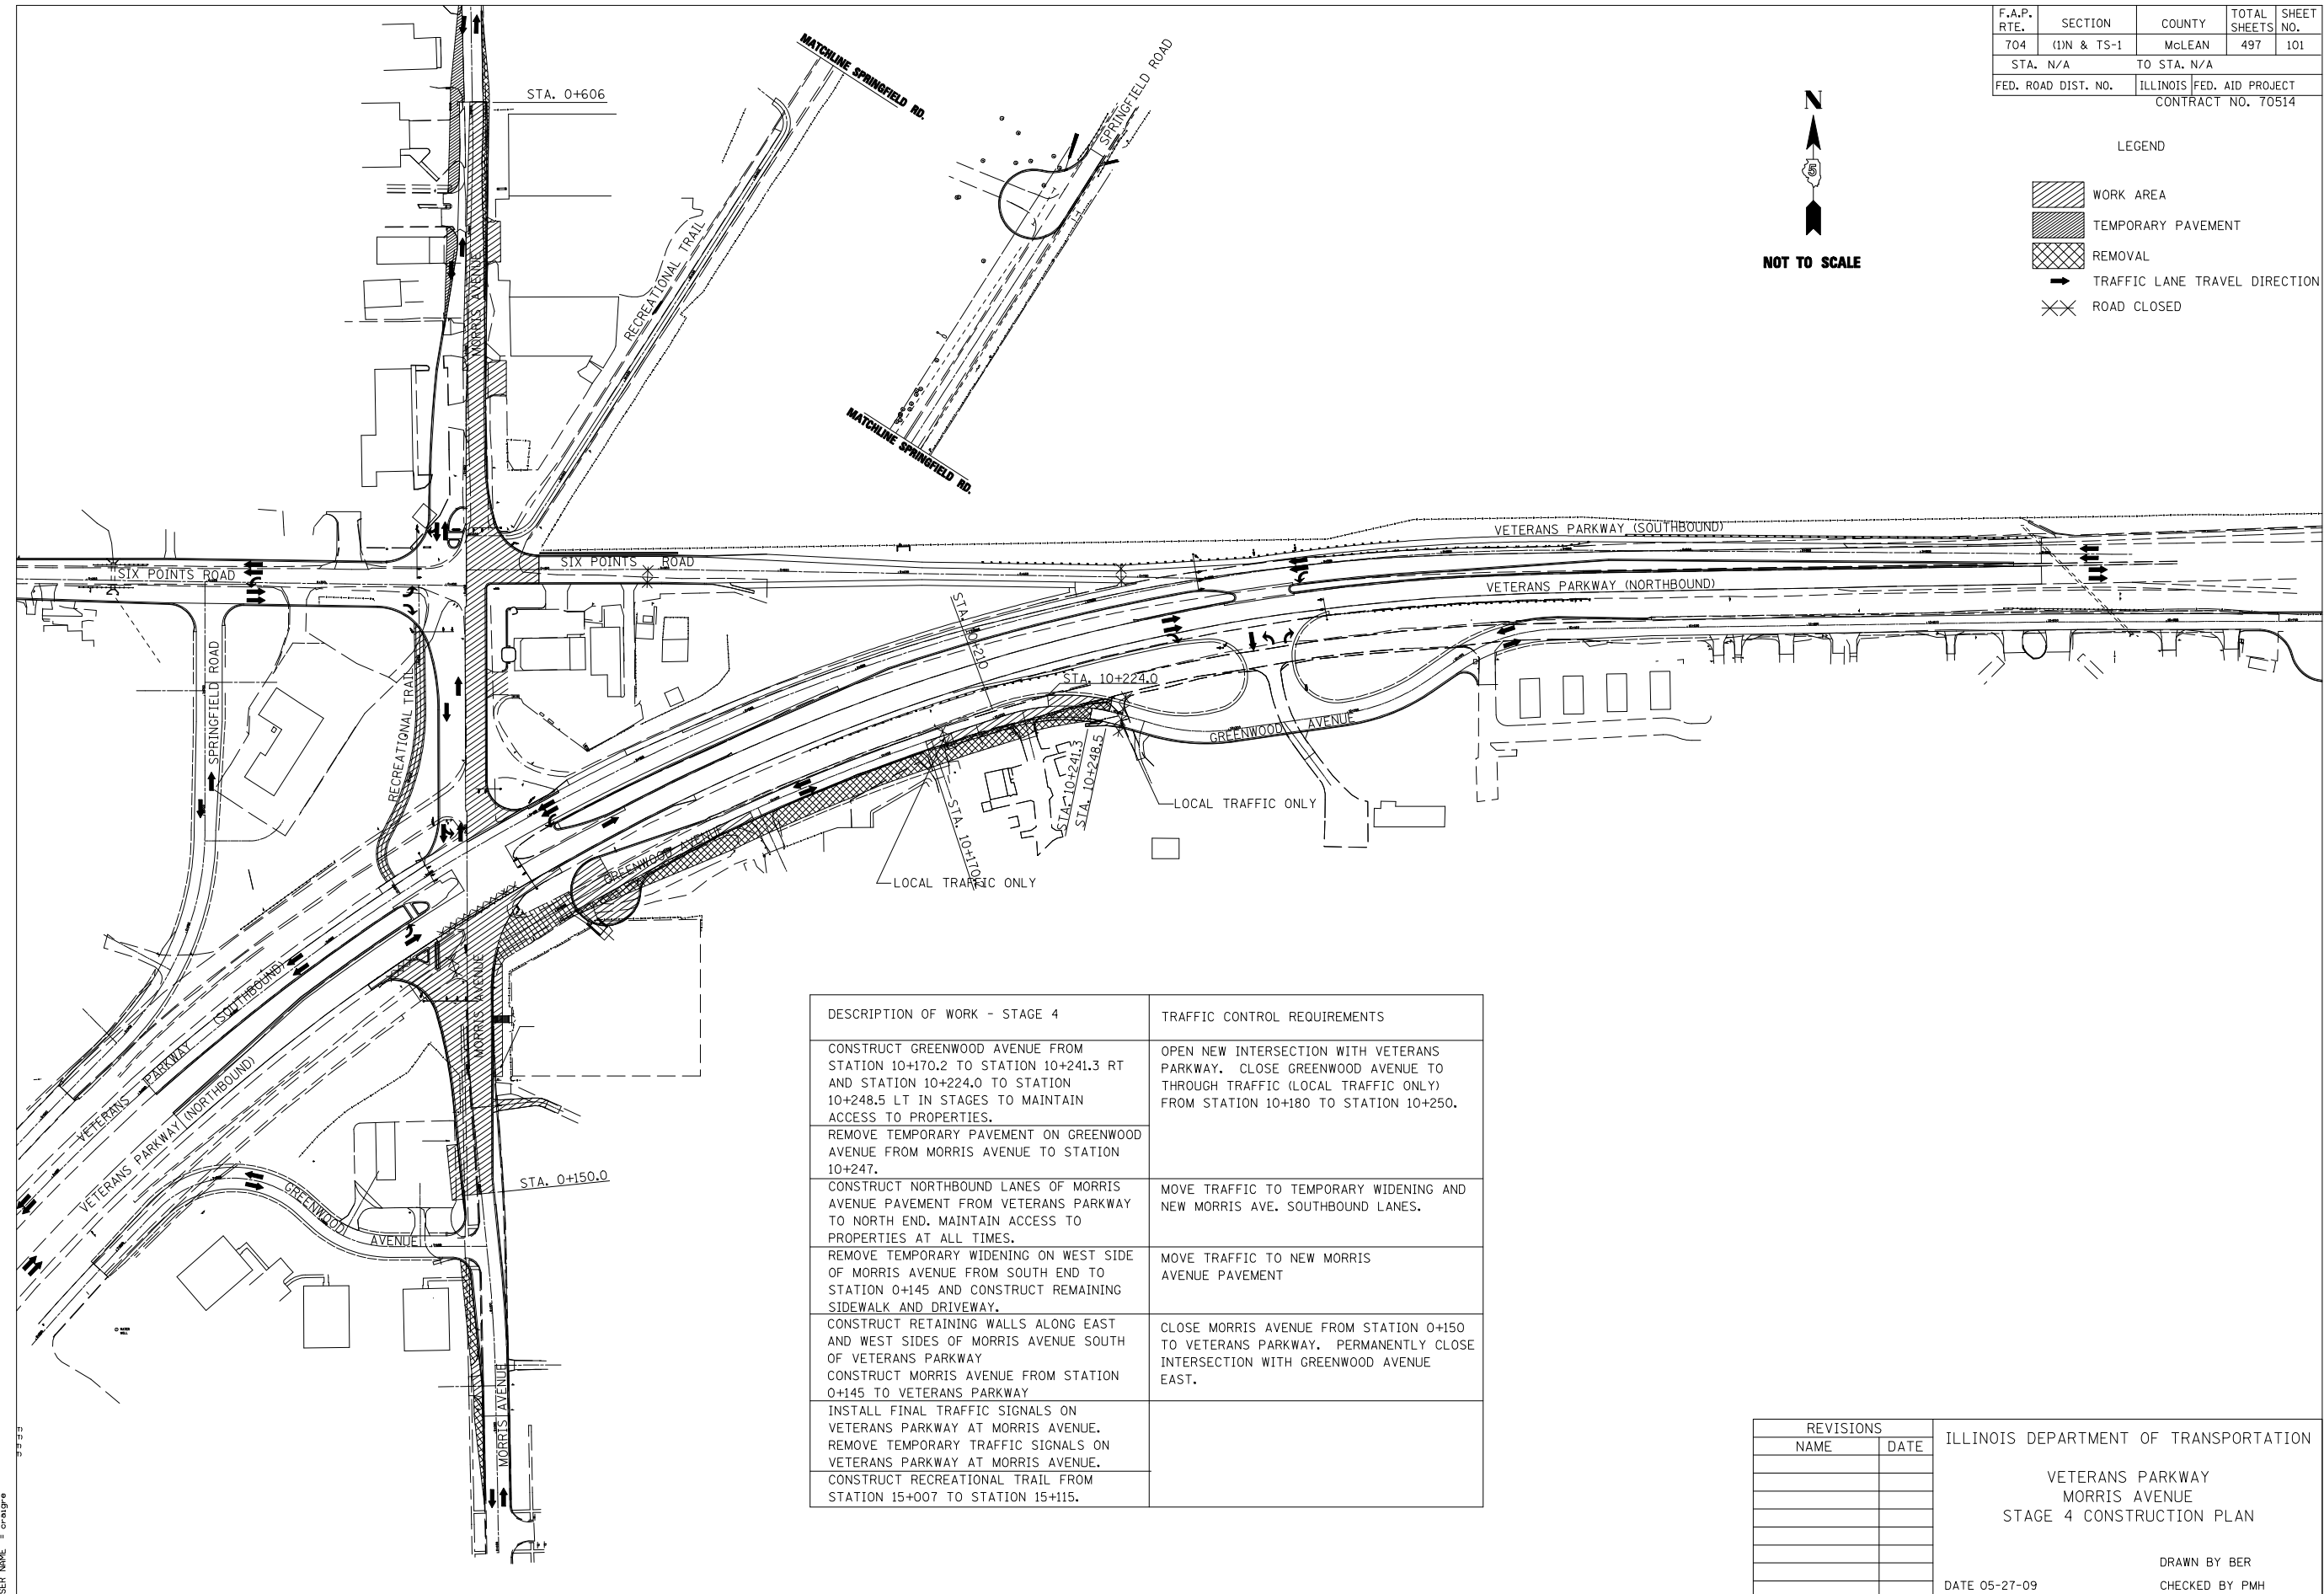 F.A.P. RTE. SECTION COUNTY TOTAL SHEETS SHEET NO.
704 (1)N & TS-1 McLEAN 497 101
STA. N/A TO STA. N/A
FED. ROAD DIST. NO. ILLINOIS FED. AID PROJECT
CONTRACT NO. 70514
N
5
NOT TO SCALE
LEGEND
WORK AREA
TEMPORARY PAVEMENT
REMOVAL
TRAFFIC LANE TRAVEL DIRECTION
ROAD CLOSED
MATCHLINE SPRINGFIELD RD.
SPRINGFIELD ROAD
STA. 0+606
RECREATIONAL TRAIL
MORRIS AVENUE
MATCHLINE SPRINGFIELD RD.
VETERANS PARKWAY (SOUTHBOUND)
SIX POINTS ROAD
SIX POINTS ROAD
VETERANS PARKWAY (NORTHBOUND)
STA. 10+210
STA. 10+224.0
SPRINGFIELD ROAD
RECREATIONAL TRAIL
GREENWOOD AVENUE
STA. 10+241.3
STA. 10+248.5
LOCAL TRAFFIC ONLY
STA. 10+170.2
GREENWOOD AVENUE
LOCAL TRAFFIC ONLY
MORRIS AVENUE
VETERANS PARKWAY (SOUTHBOUND)
VETERANS PARKWAY (NORTHBOUND)
STA. 0+150.0
GREENWOOD AVENUE
MORRIS AVENUE
DESCRIPTION OF WORK - STAGE 4
TRAFFIC CONTROL REQUIREMENTS
CONSTRUCT GREENWOOD AVENUE FROM
STATION 10+170.2 TO STATION 10+241.3 RT
AND STATION 10+224.0 TO STATION
10+248.5 LT IN STAGES TO MAINTAIN
ACCESS TO PROPERTIES.
OPEN NEW INTERSECTION WITH VETERANS
PARKWAY. CLOSE GREENWOOD AVENUE TO
THROUGH TRAFFIC (LOCAL TRAFFIC ONLY)
FROM STATION 10+180 TO STATION 10+250.
REMOVE TEMPORARY PAVEMENT ON GREENWOOD
AVENUE FROM MORRIS AVENUE TO STATION
10+247.
CONSTRUCT NORTHBOUND LANES OF MORRIS
AVENUE PAVEMENT FROM VETERANS PARKWAY
TO NORTH END. MAINTAIN ACCESS TO
PROPERTIES AT ALL TIMES.
MOVE TRAFFIC TO TEMPORARY WIDENING AND
NEW MORRIS AVE. SOUTHBOUND LANES.
REMOVE TEMPORARY WIDENING ON WEST SIDE
OF MORRIS AVENUE FROM SOUTH END TO
STATION 0+145 AND CONSTRUCT REMAINING
SIDEWALK AND DRIVEWAY.
MOVE TRAFFIC TO NEW MORRIS
AVENUE PAVEMENT
CONSTRUCT RETAINING WALLS ALONG EAST
AND WEST SIDES OF MORRIS AVENUE SOUTH
OF VETERANS PARKWAY
CONSTRUCT MORRIS AVENUE FROM STATION
0+145 TO VETERANS PARKWAY
CLOSE MORRIS AVENUE FROM STATION 0+150
TO VETERANS PARKWAY. PERMANENTLY CLOSE
INTERSECTION WITH GREENWOOD AVENUE
EAST.
INSTALL FINAL TRAFFIC SIGNALS ON
VETERANS PARKWAY AT MORRIS AVENUE.
REMOVE TEMPORARY TRAFFIC SIGNALS ON
VETERANS PARKWAY AT MORRIS AVENUE.
CONSTRUCT RECREATIONAL TRAIL FROM
STATION 15+007 TO STATION 15+115.
REVISIONS
NAME DATE
ILLINOIS DEPARTMENT OF TRANSPORTATION
VETERANS PARKWAY
MORRIS AVENUE
STAGE 4 CONSTRUCTION PLAN
DRAWN BY BER
DATE 05-27-09 CHECKED BY PMH